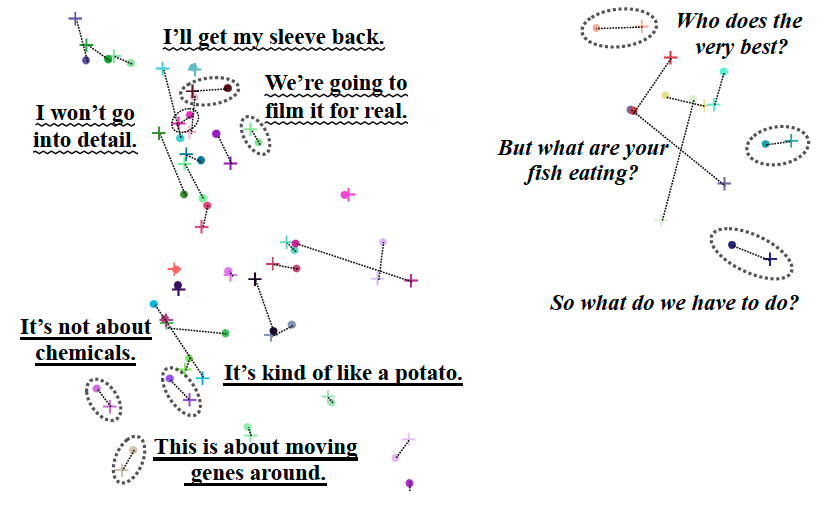 I’ll get my sleeve back.
We’re going to
film it for real.
I won’t go
into detail.
Who does the
very best?
But what are your
fish eating?
So what do we have to do?
It’s not about
chemicals.
It’s kind of like a potato.
This is about moving
genes around.